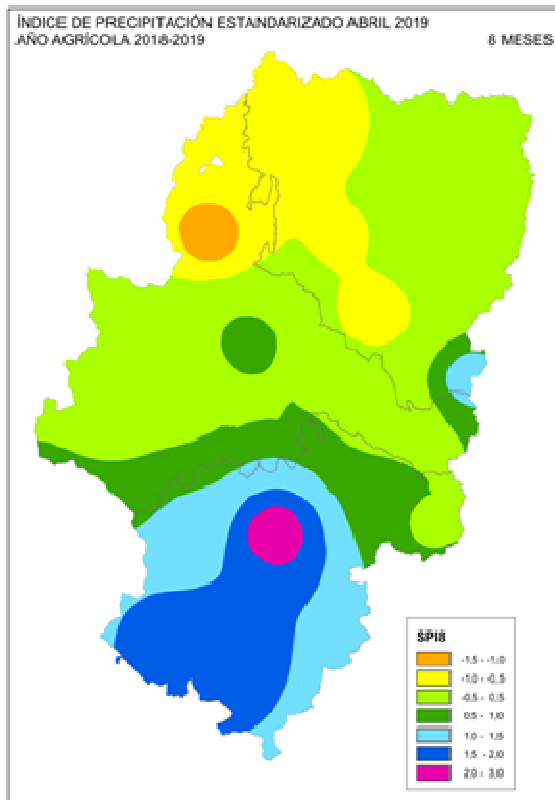 ÍNDICE DE PRECIPITACIÓN ESTANDARIZADO ABRIL 2019
AÑO AGRÍCOLA 2018-2019 8 MESES
SPI8
-1,5 - -1,0
-1,0 - -0,5
-0,5 - 0,5
0,5 - 1,0
1,0 - 1,5
1,5 - 2,0
2,0 - 3,0